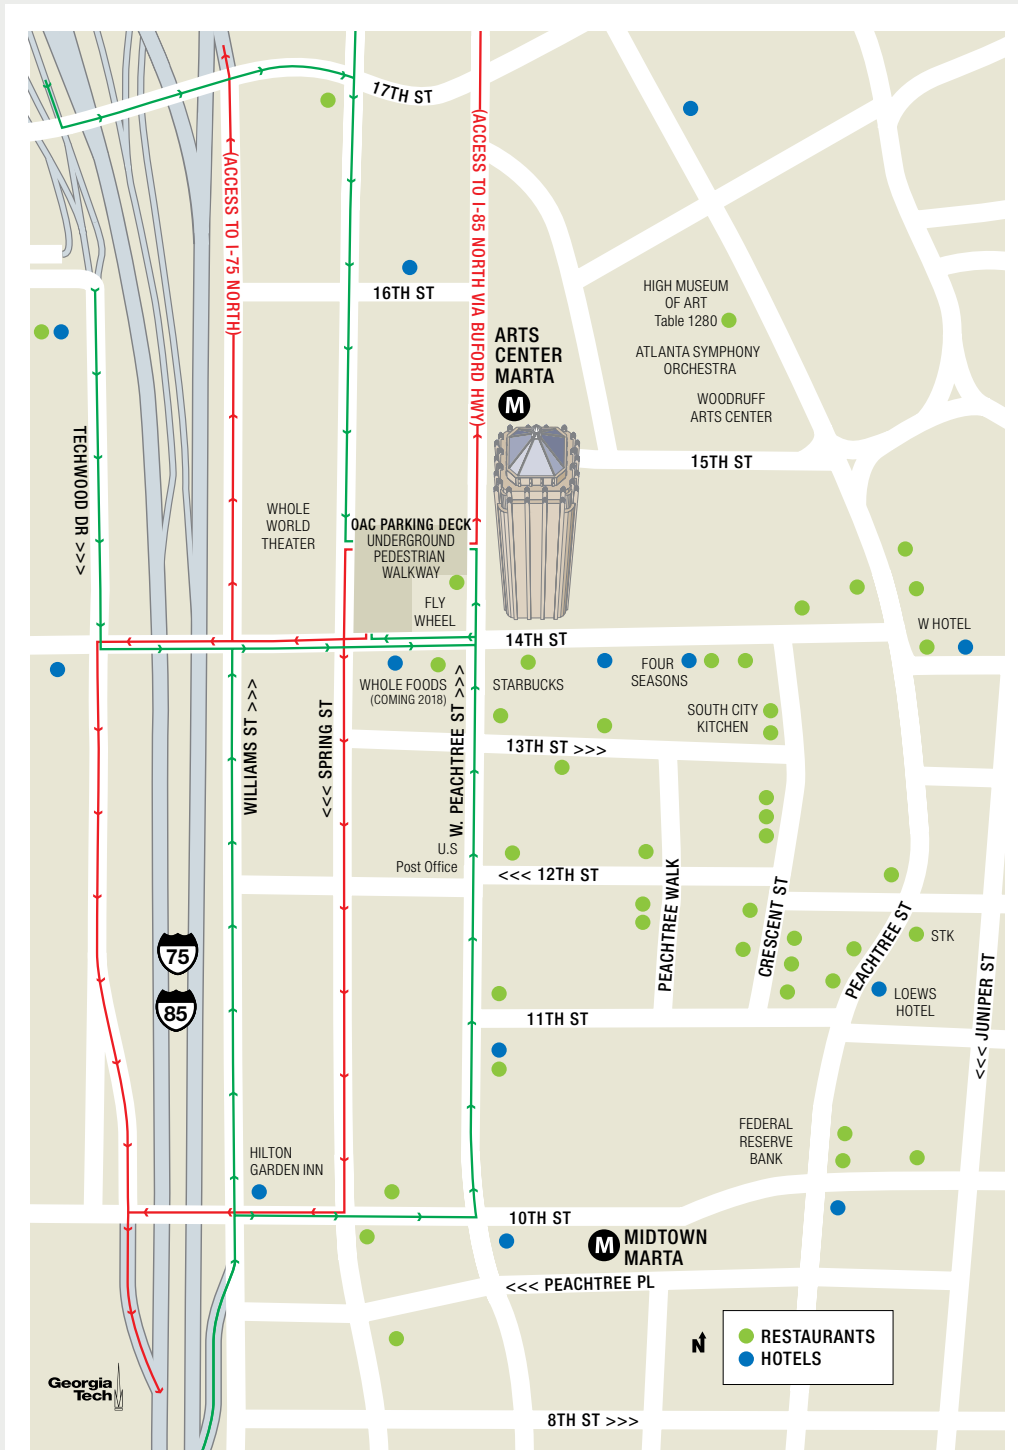 17TH ST
(ACCESS TO I-75 NORTH)
(ACCESS TO I-85 NORTH VIA BUFORD HWY)
16TH ST
HIGH MUSEUM
OF ART
Table 1280
ARTS
CENTER
MARTA
M
ATLANTA SYMPHONY
ORCHESTRA
WOODRUFF
ARTS CENTER
15TH ST
TECHWOOD DR >>>
WHOLE
WORLD
THEATER
OAC PARKING DECK
UNDERGROUND
PEDESTRIAN
WALKWAY
FLY
WHEEL
14TH ST
W HOTEL
WHOLE FOODS
(COMING 2018)
STARBUCKS
FOUR
SEASONS
SOUTH CITY
KITCHEN
WILLIAMS ST >>>
<<< SPRING ST
W. PEACHTREE ST >>>
13TH ST >>>
U.S
Post Office
<<< 12TH ST
PEACHTREE WALK
CRESCENT ST
PEACHTREE ST
STK
<<< JUNIPER ST
75
85
LOEWS
HOTEL
11TH ST
FEDERAL
RESERVE
BANK
HILTON
GARDEN INN
10TH ST
M
MIDTOWN
MARTA
<<< PEACHTREE PL
N
RESTAURANTS
HOTELS
Georgia
Tech
8TH ST >>>